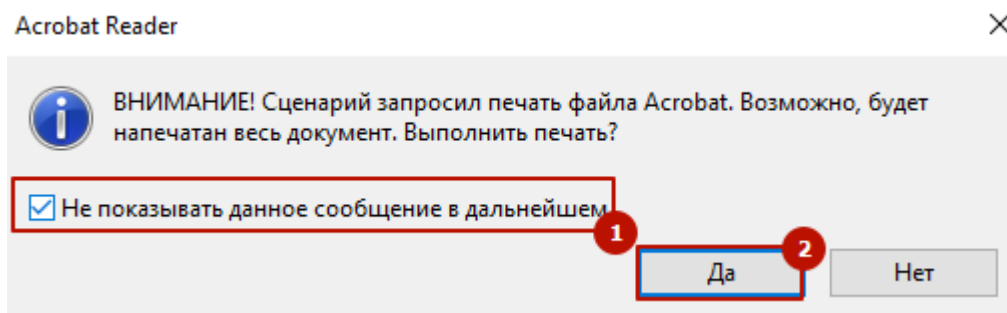 Acrobat Reader
ВНИМАНИЕ! Сценарий запросил печать файла Acrobat. Возможно, будет
напечатан весь документ. Выполнить печать?
Не показывать данное сообщение в дальнейшем
1
2
Да
Нет